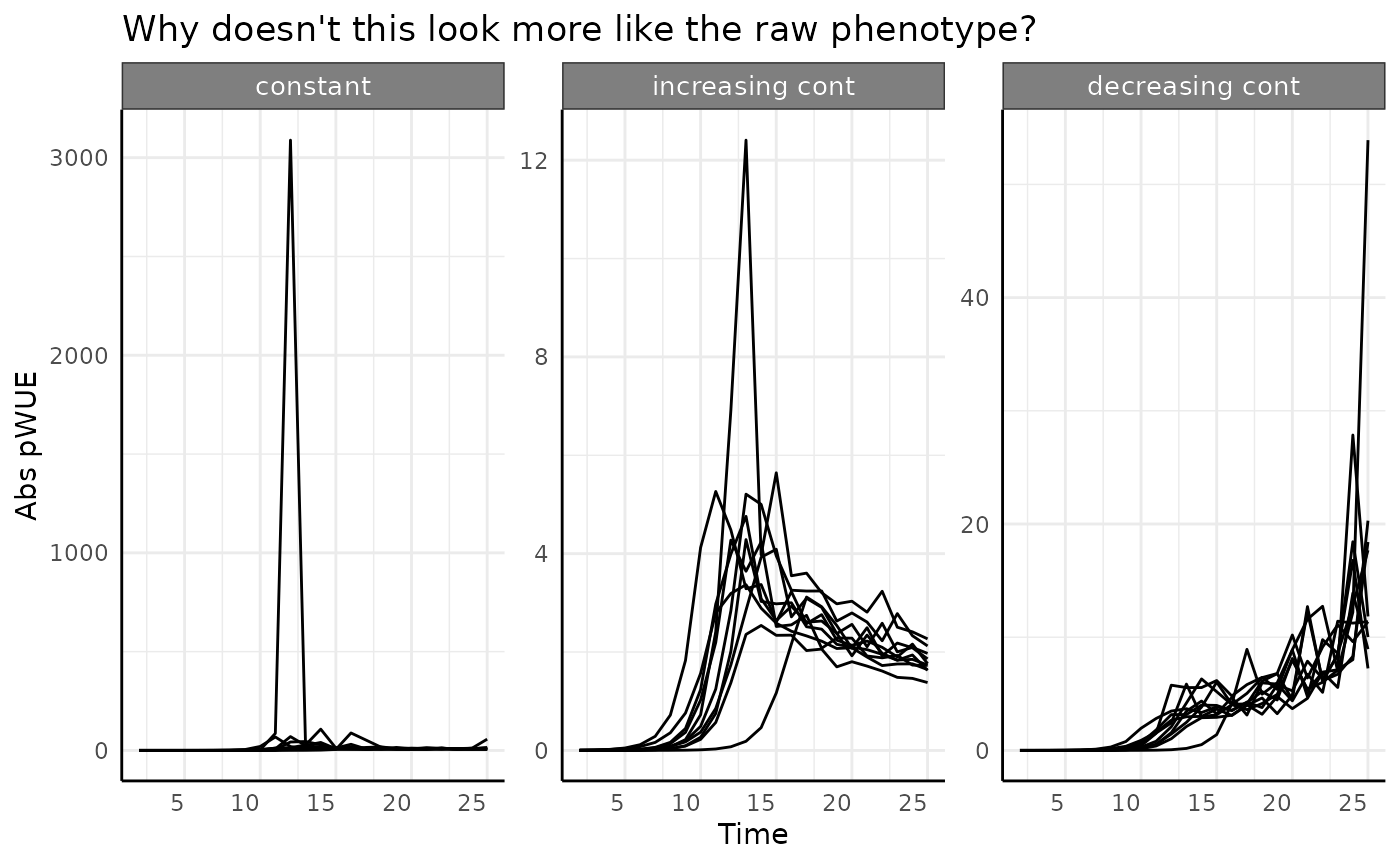 Why doesn't this look more like the raw phenotype?
constant
increasing cont
decreasing cont
Abs pWUE
3000
2000
1000
0
12
8
4
0
40
20
0
5 10 15 20 25
5 10 15 20 25
5 10 15 20 25
Time